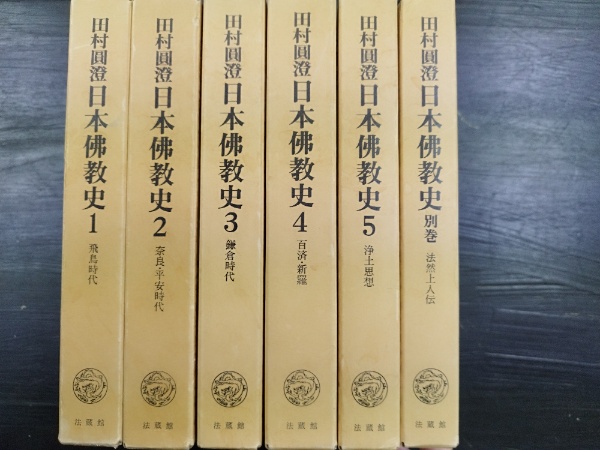 田村圓澄 日本佛教史 1 飛鳥時代
法藏館
田村圓澄 日本佛教史 2 奈良・平安時代
法藏館
田村圓澄 日本佛教史 3 鎌倉時代
法藏館
田村圓澄 日本佛教史 4 百済・新羅
法藏館
田村圓澄 日本佛教史 5 浄土思想
法藏館
田村圓澄 日本佛教史 別巻 法然上人伝
法藏館